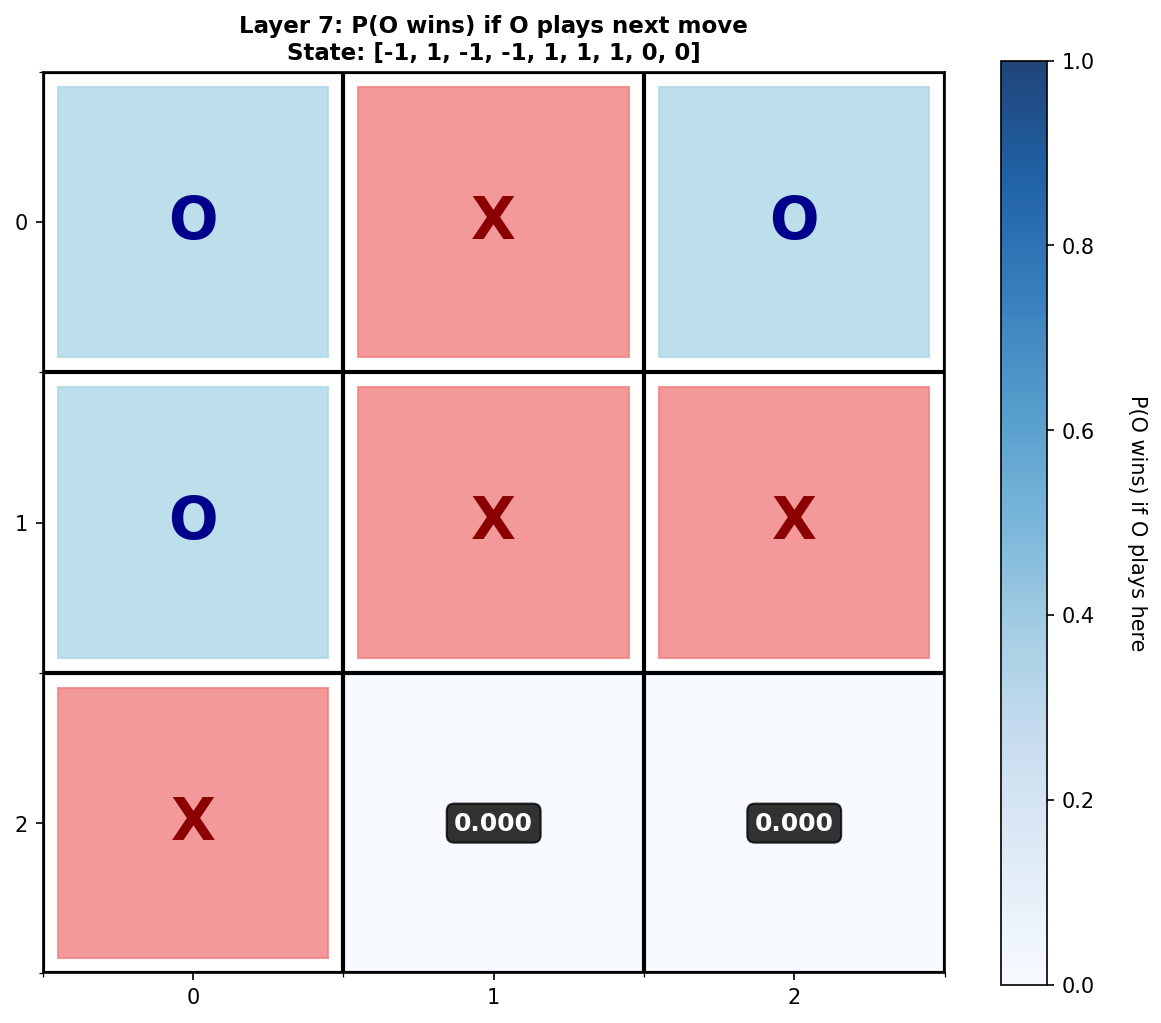 Layer 7: P(O wins) if O plays next move
State: [-1, 1, -1, -1, 1, 1, 1, 0, 0]
O X O
O X X
X 0.000 0.000
0
1
2
0 1 2
1.0
0.8
0.6
0.4
0.2
0.0
P(O wins) if O plays here